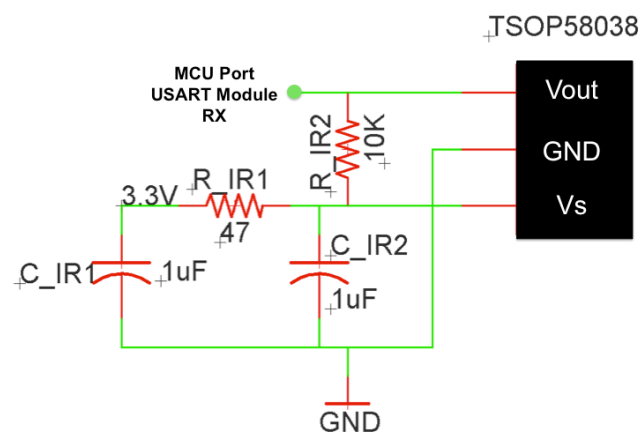 TSOP58038
MCU Port
USART Module
RX
Vout
R_IR2
10K
GND
3.3V
R_IR1
47
Vs
C_IR1
1uF
C_IR2
1uF
GND